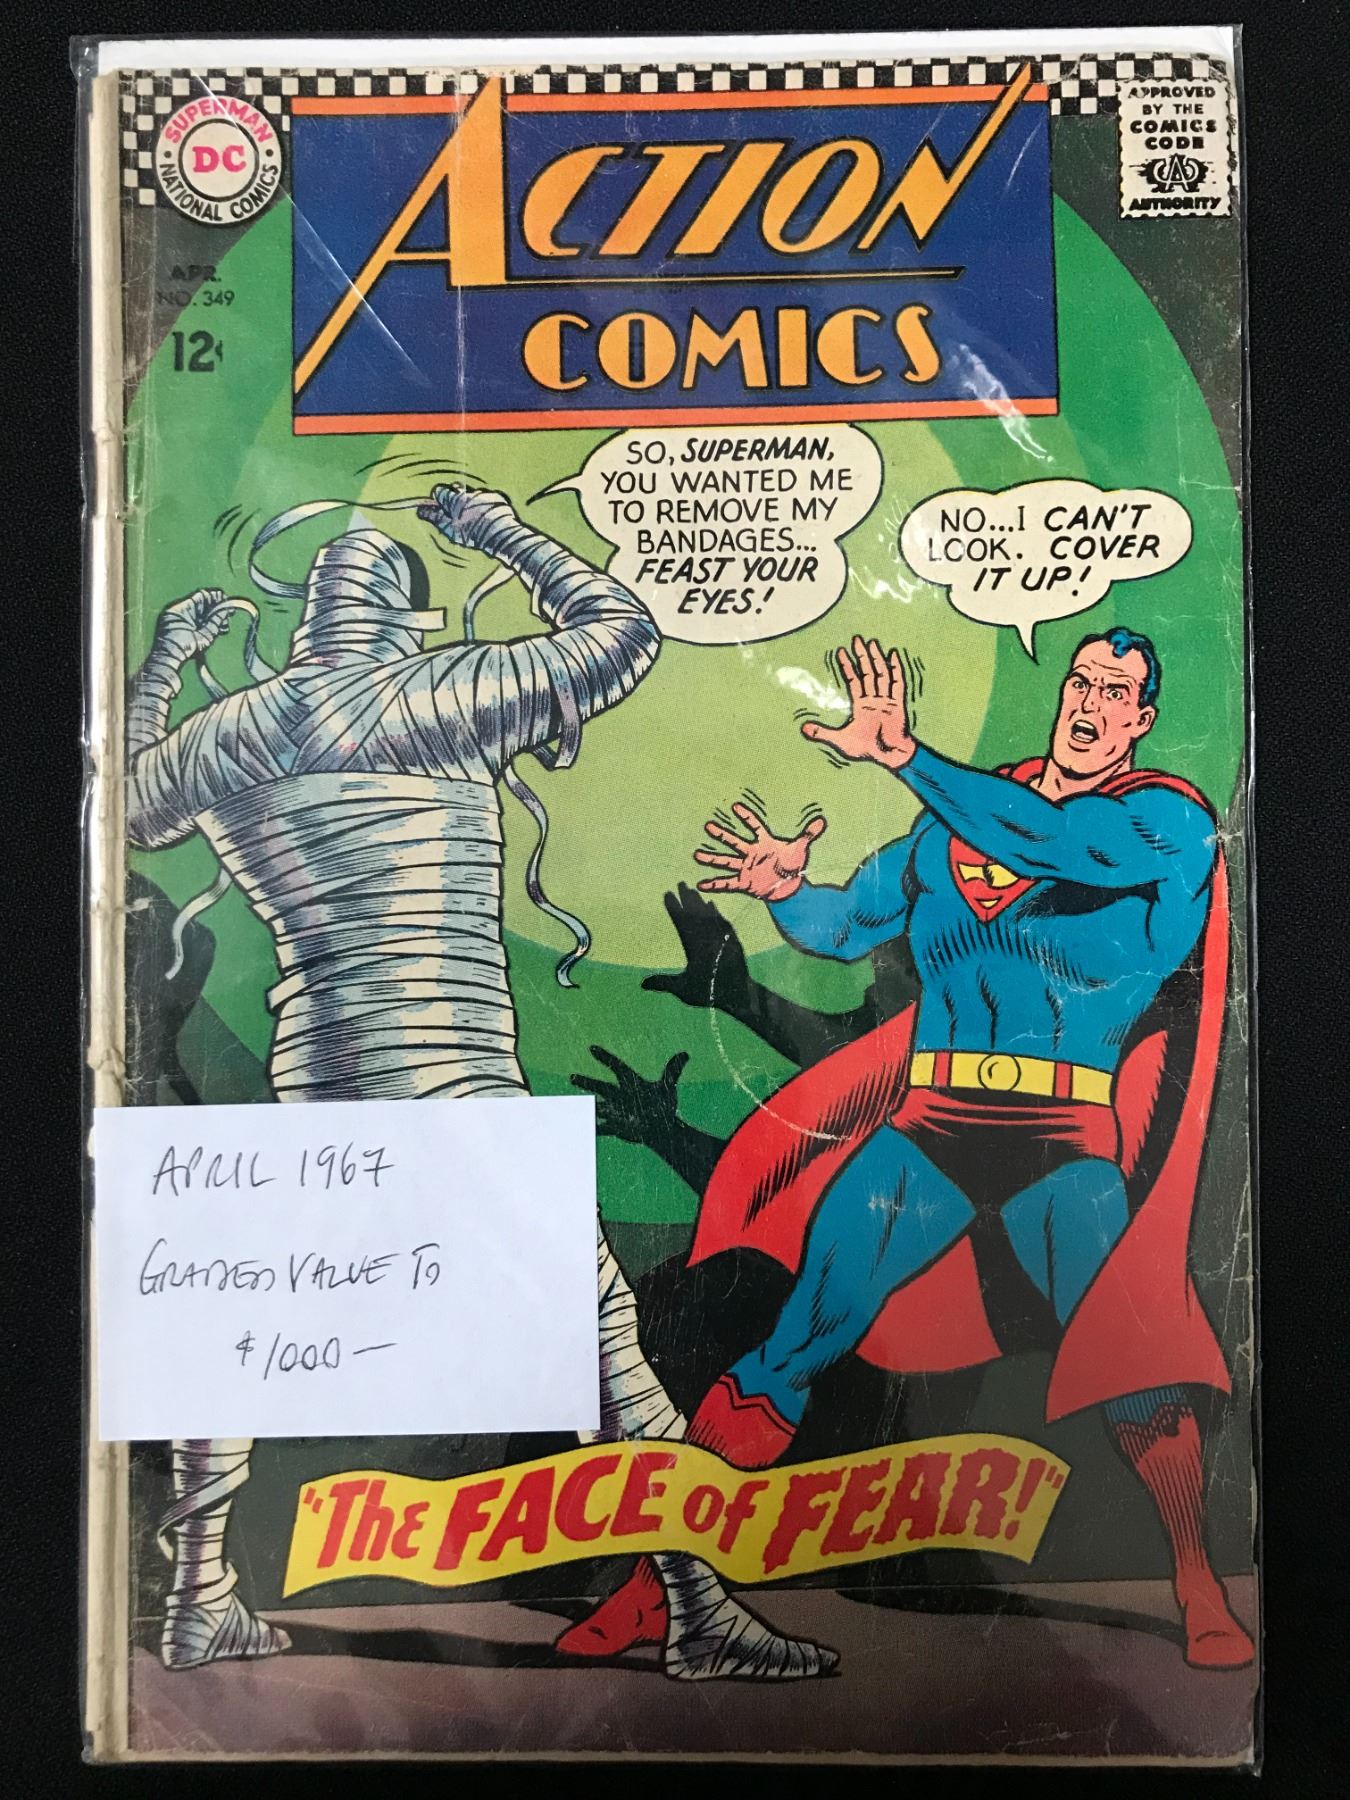 SUPERMAN
DC
NATIONAL COMICS
APR.
NO. 349
12¢
ACTION
COMICS
APPROVED
BY THE
COMICS
CODE
A
AUTHORITY
SO, SUPERMAN,
YOU WANTED ME
TO REMOVE MY
BANDAGES...
FEAST YOUR
EYES!
NO...I CAN'T
LOOK. COVER
IT UP!
S
APRIL 1967
GRADED VALUE TO
$1000—
"THE FACE OF FEAR!"